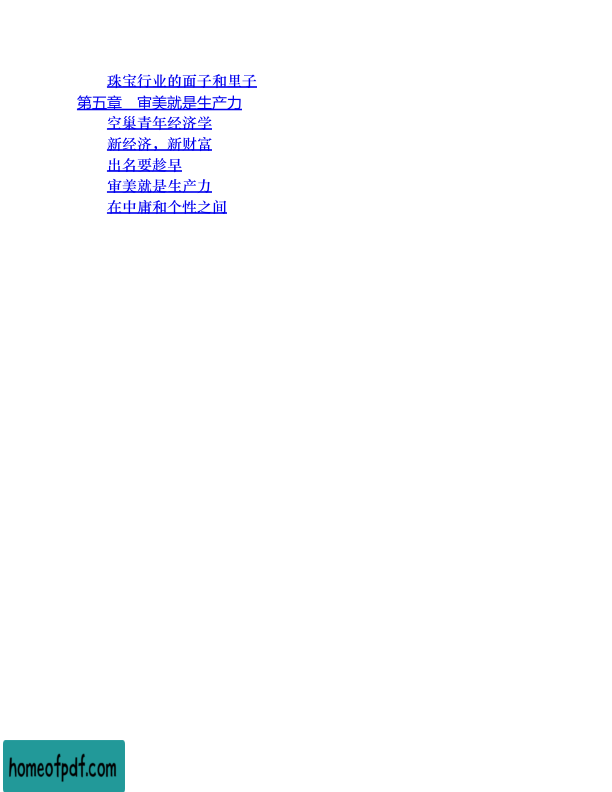 珠宝行业的面子和里子
第五章　审美就是生产力
空巢青年经济学
新经济，新财富
出名要趁早
审美就是生产力
在中庸和个性之间
homeofpdf.com